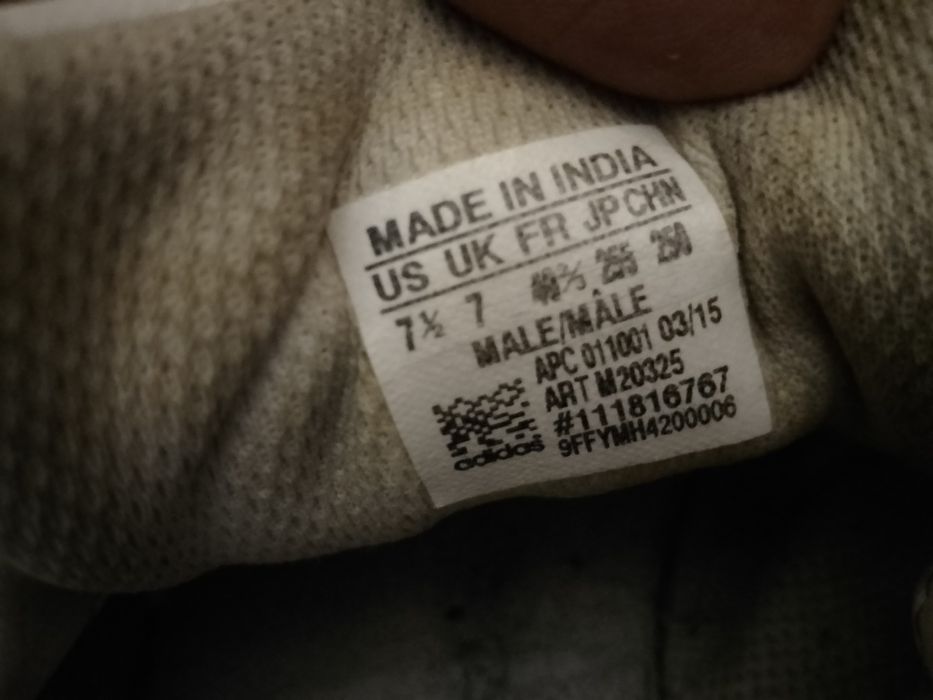 MADE IN INDIA
US UK FR JP CHN
7½ 7 40⅔ 255 250
MALE/MÂLE
APC 011001 03/15
ART M20325
#111816767
9FFYMH4200006
adidas